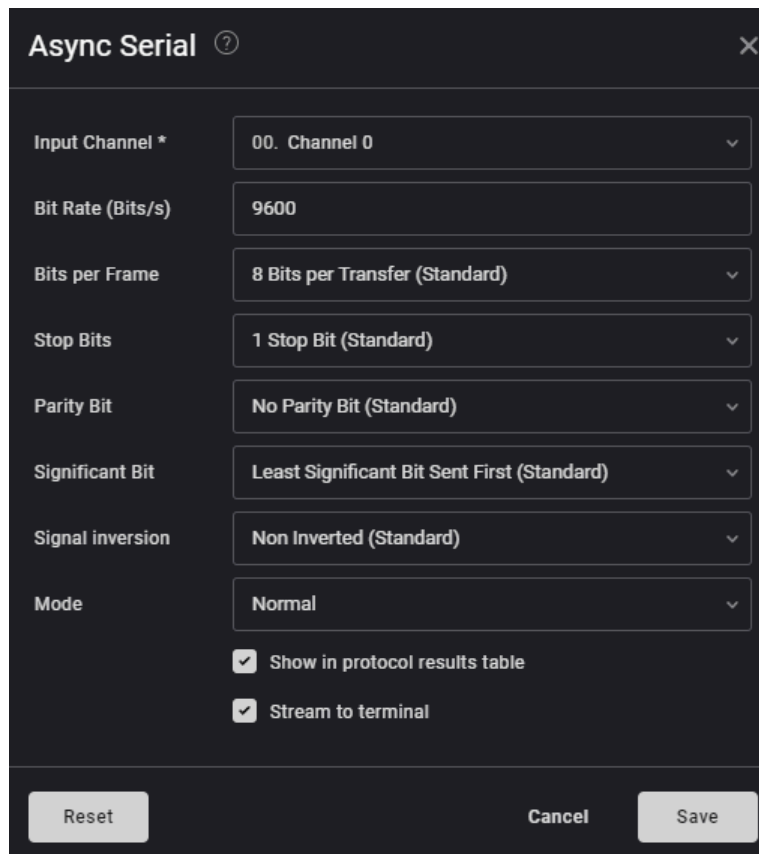 Async Serial ?
Input Channel * 00. Channel 0
Bit Rate (Bits/s) 9600
Bits per Frame 8 Bits per Transfer (Standard)
Stop Bits 1 Stop Bit (Standard)
Parity Bit No Parity Bit (Standard)
Significant Bit Least Significant Bit Sent First (Standard)
Signal inversion Non Inverted (Standard)
Mode Normal
Show in protocol results table
Stream to terminal
Reset Cancel Save